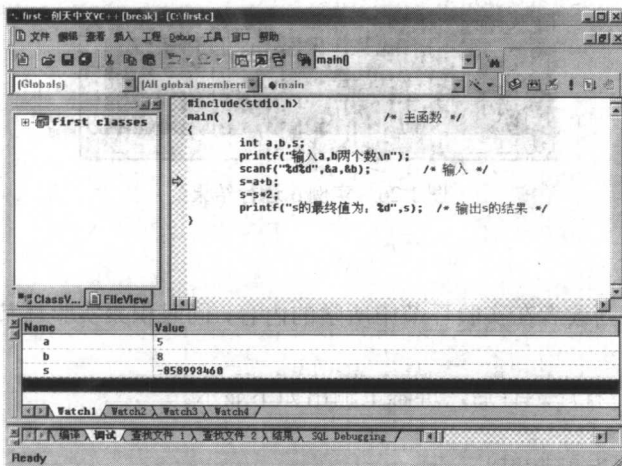 first - 创天中文VC++ [break] - [C:\first.c]
文件 编辑 查看 插入 工程 Debug 工具 窗口 帮助
main()
(Globals) (All global members main
first classes
#include<stdio.h>
main( ) /* 主函数 */
{
int a,b,s;
printf("输入a,b两个数\n");
scanf("%d%d",&a,&b); /* 输入 */
s=a+b;
s=s*2;
printf("s的最终值为：%d",s); /* 输出s的结果 */
}
ClassV... FileView
Name Value
a 5
b 8
s -858993460
Watch1 Watch2 Watch3 Watch4
编译 调试 查找文件 1 查找文件 2 结果 SQL Debugging
Ready